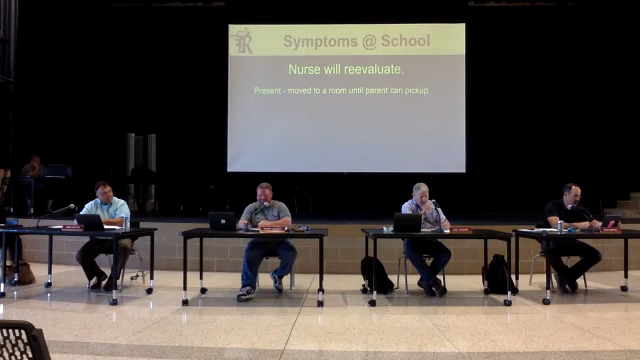 R
Symptoms @ School
Nurse will reevaluate.
Present - moved to a room until parent can pickup